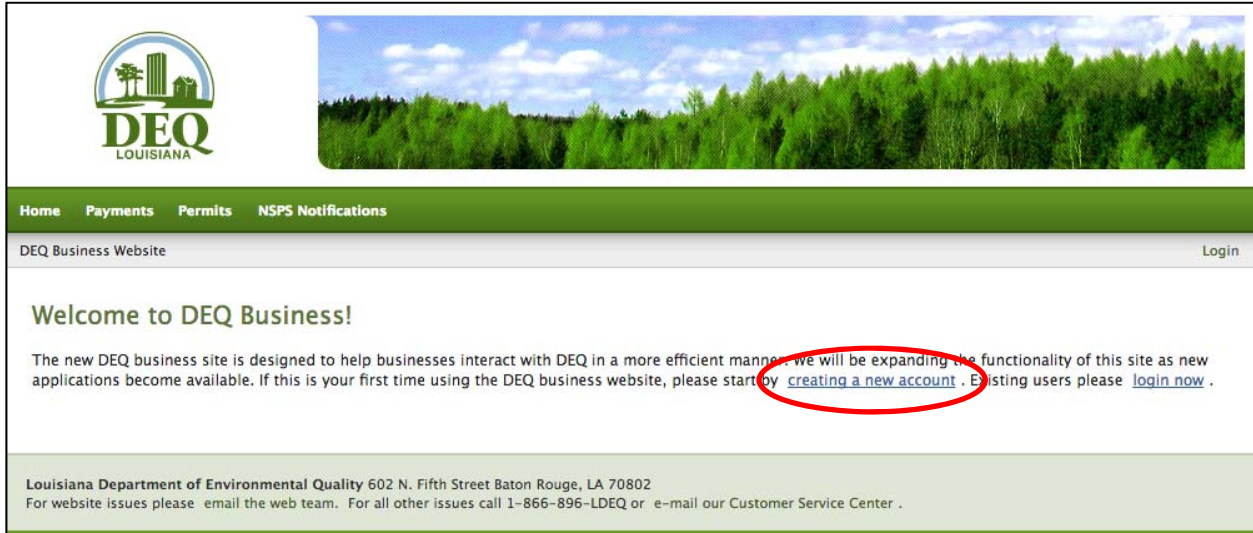 DEQ
LOUISIANA
Home Payments Permits NSPS Notifications
DEQ Business Website Login
Welcome to DEQ Business!
The new DEQ business site is designed to help businesses interact with DEQ in a more efficient manner. We will be expanding the functionality of this site as new
applications become available. If this is your first time using the DEQ business website, please start by creating a new account . Existing users please login now .
Louisiana Department of Environmental Quality 602 N. Fifth Street Baton Rouge, LA 70802
For website issues please email the web team. For all other issues call 1-866-896-LDEQ or e-mail our Customer Service Center .